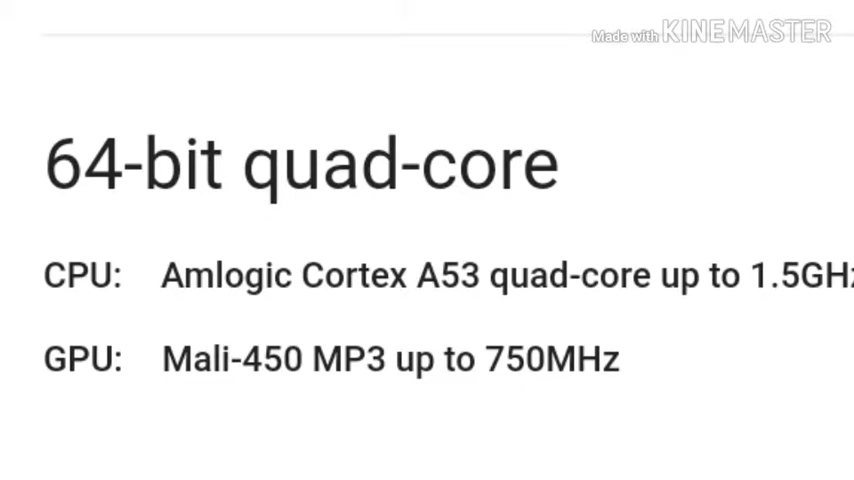 Made with KINEMASTER
64-bit quad-core
CPU: Amlogic Cortex A53 quad-core up to 1.5GHz
GPU: Mali-450 MP3 up to 750MHz